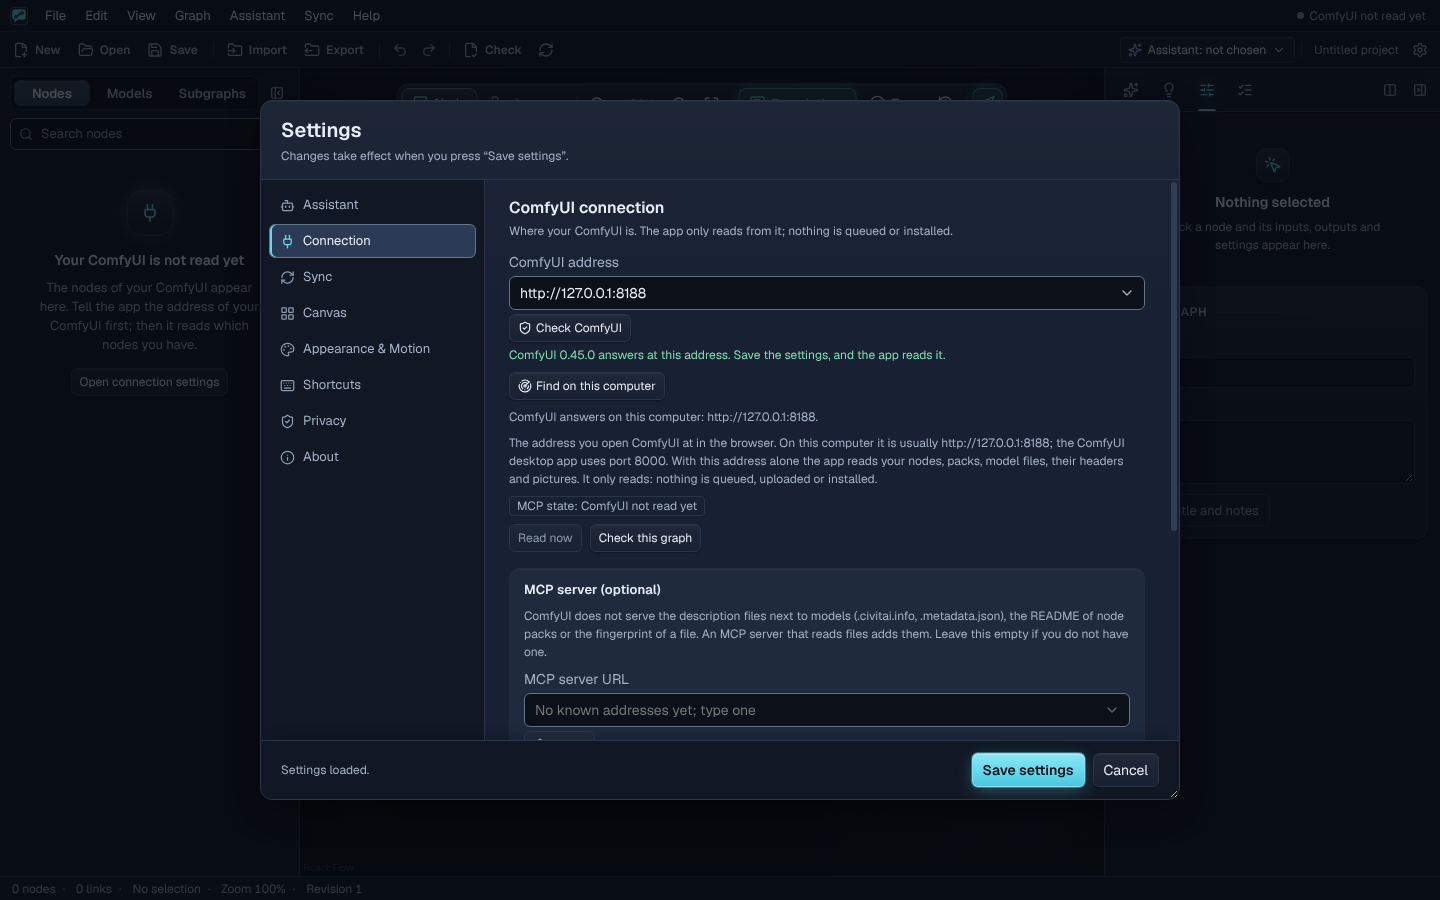 File Edit View Graph Assistant Sync Help
ComfyUI not read yet
New Open Save Import Export Check
Assistant: not chosen
Untitled project
Nodes Models Subgraphs
Search nodes
Your ComfyUI is not read yet
The nodes of your ComfyUI appear
here. Tell the app the address of your
ComfyUI first; then it reads which
nodes you have.
Open connection settings
Settings
Changes take effect when you press “Save settings”.
Assistant
Connection
Sync
Canvas
Appearance & Motion
Shortcuts
Privacy
About
ComfyUI connection
Where your ComfyUI is. The app only reads from it; nothing is queued or installed.
ComfyUI address
http://127.0.0.1:8188
Check ComfyUI
ComfyUI 0.45.0 answers at this address. Save the settings, and the app reads it.
Find on this computer
ComfyUI answers on this computer: http://127.0.0.1:8188.
The address you open ComfyUI at in the browser. On this computer it is usually http://127.0.0.1:8188; the ComfyUI
desktop app uses port 8000. With this address alone the app reads your nodes, packs, model files, their headers
and pictures. It only reads: nothing is queued, uploaded or installed.
MCP state: ComfyUI not read yet
Read now Check this graph
MCP server (optional)
ComfyUI does not serve the description files next to models (.civitai.info, .metadata.json), the README of node
packs or the fingerprint of a file. An MCP server that reads files adds them. Leave this empty if you do not have
one.
MCP server URL
No known addresses yet; type one
Settings loaded.
Save settings Cancel
Nothing selected
a node and its inputs, outputs and
settings appear here.
and notes
React Flow
0 nodes · 0 links · No selection · Zoom 100% · Revision 1